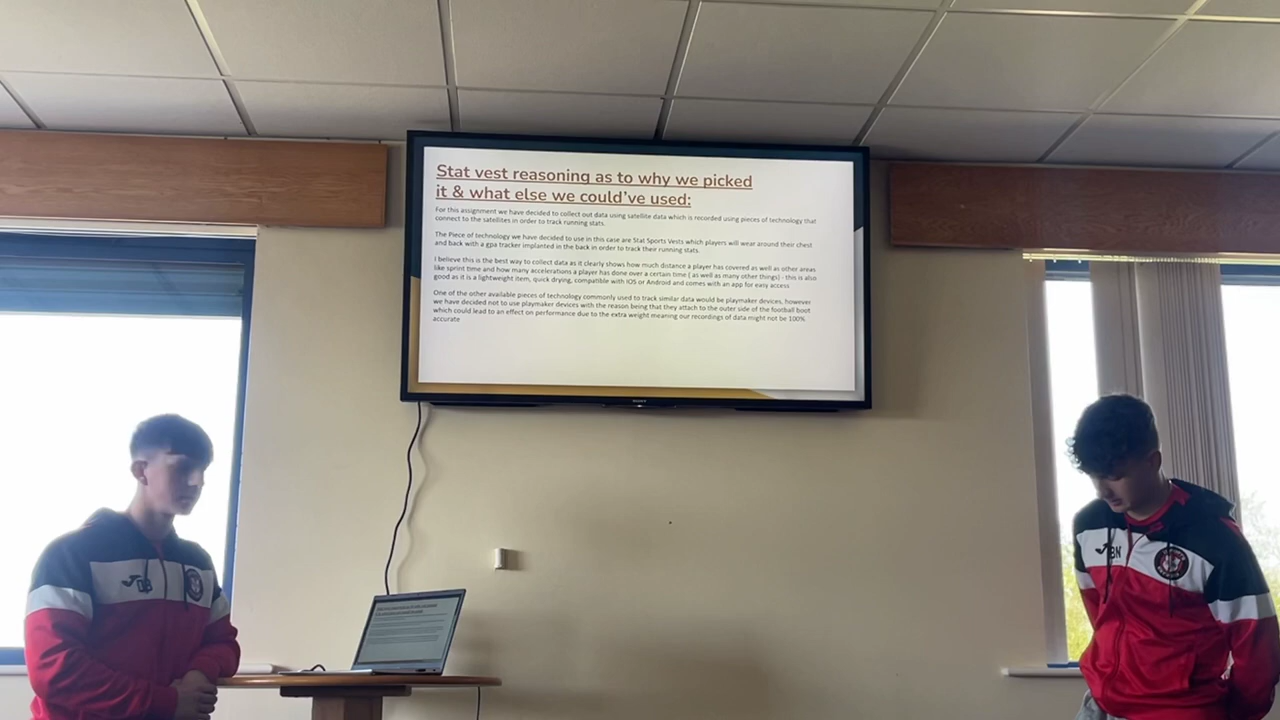 Stat vest reasoning as to why we picked
it & what else we could've used:
For this assignment we have decided to collect out data using satellite data which is recorded using pieces of technology that
connect to the satellites in order to track running stats.
The Piece of technology we have decided to use in this case are Stat Sports Vests which players will wear around their chest
and back with a gpa tracker implanted in the back in order to track their running stats.
I believe this is the best way to collect data as it clearly shows how much distance a player has covered as well as other areas
like sprint time and how many accelerations a player has done over a certain time ( as well as many other things) - this is also
good as it is a lightweight item, quick drying, compatible with IOS or Android and comes with an app for easy access
One of the other available pieces of technology commonly used to track similar data would be playmaker devices, however
we have decided not to use playmaker devices with the reason being that they attach to the outer side of the football boot
which could lead to an effect on performance due to the extra weight meaning our recordings of data might not be 100%
accurate
SONY
DB
BN